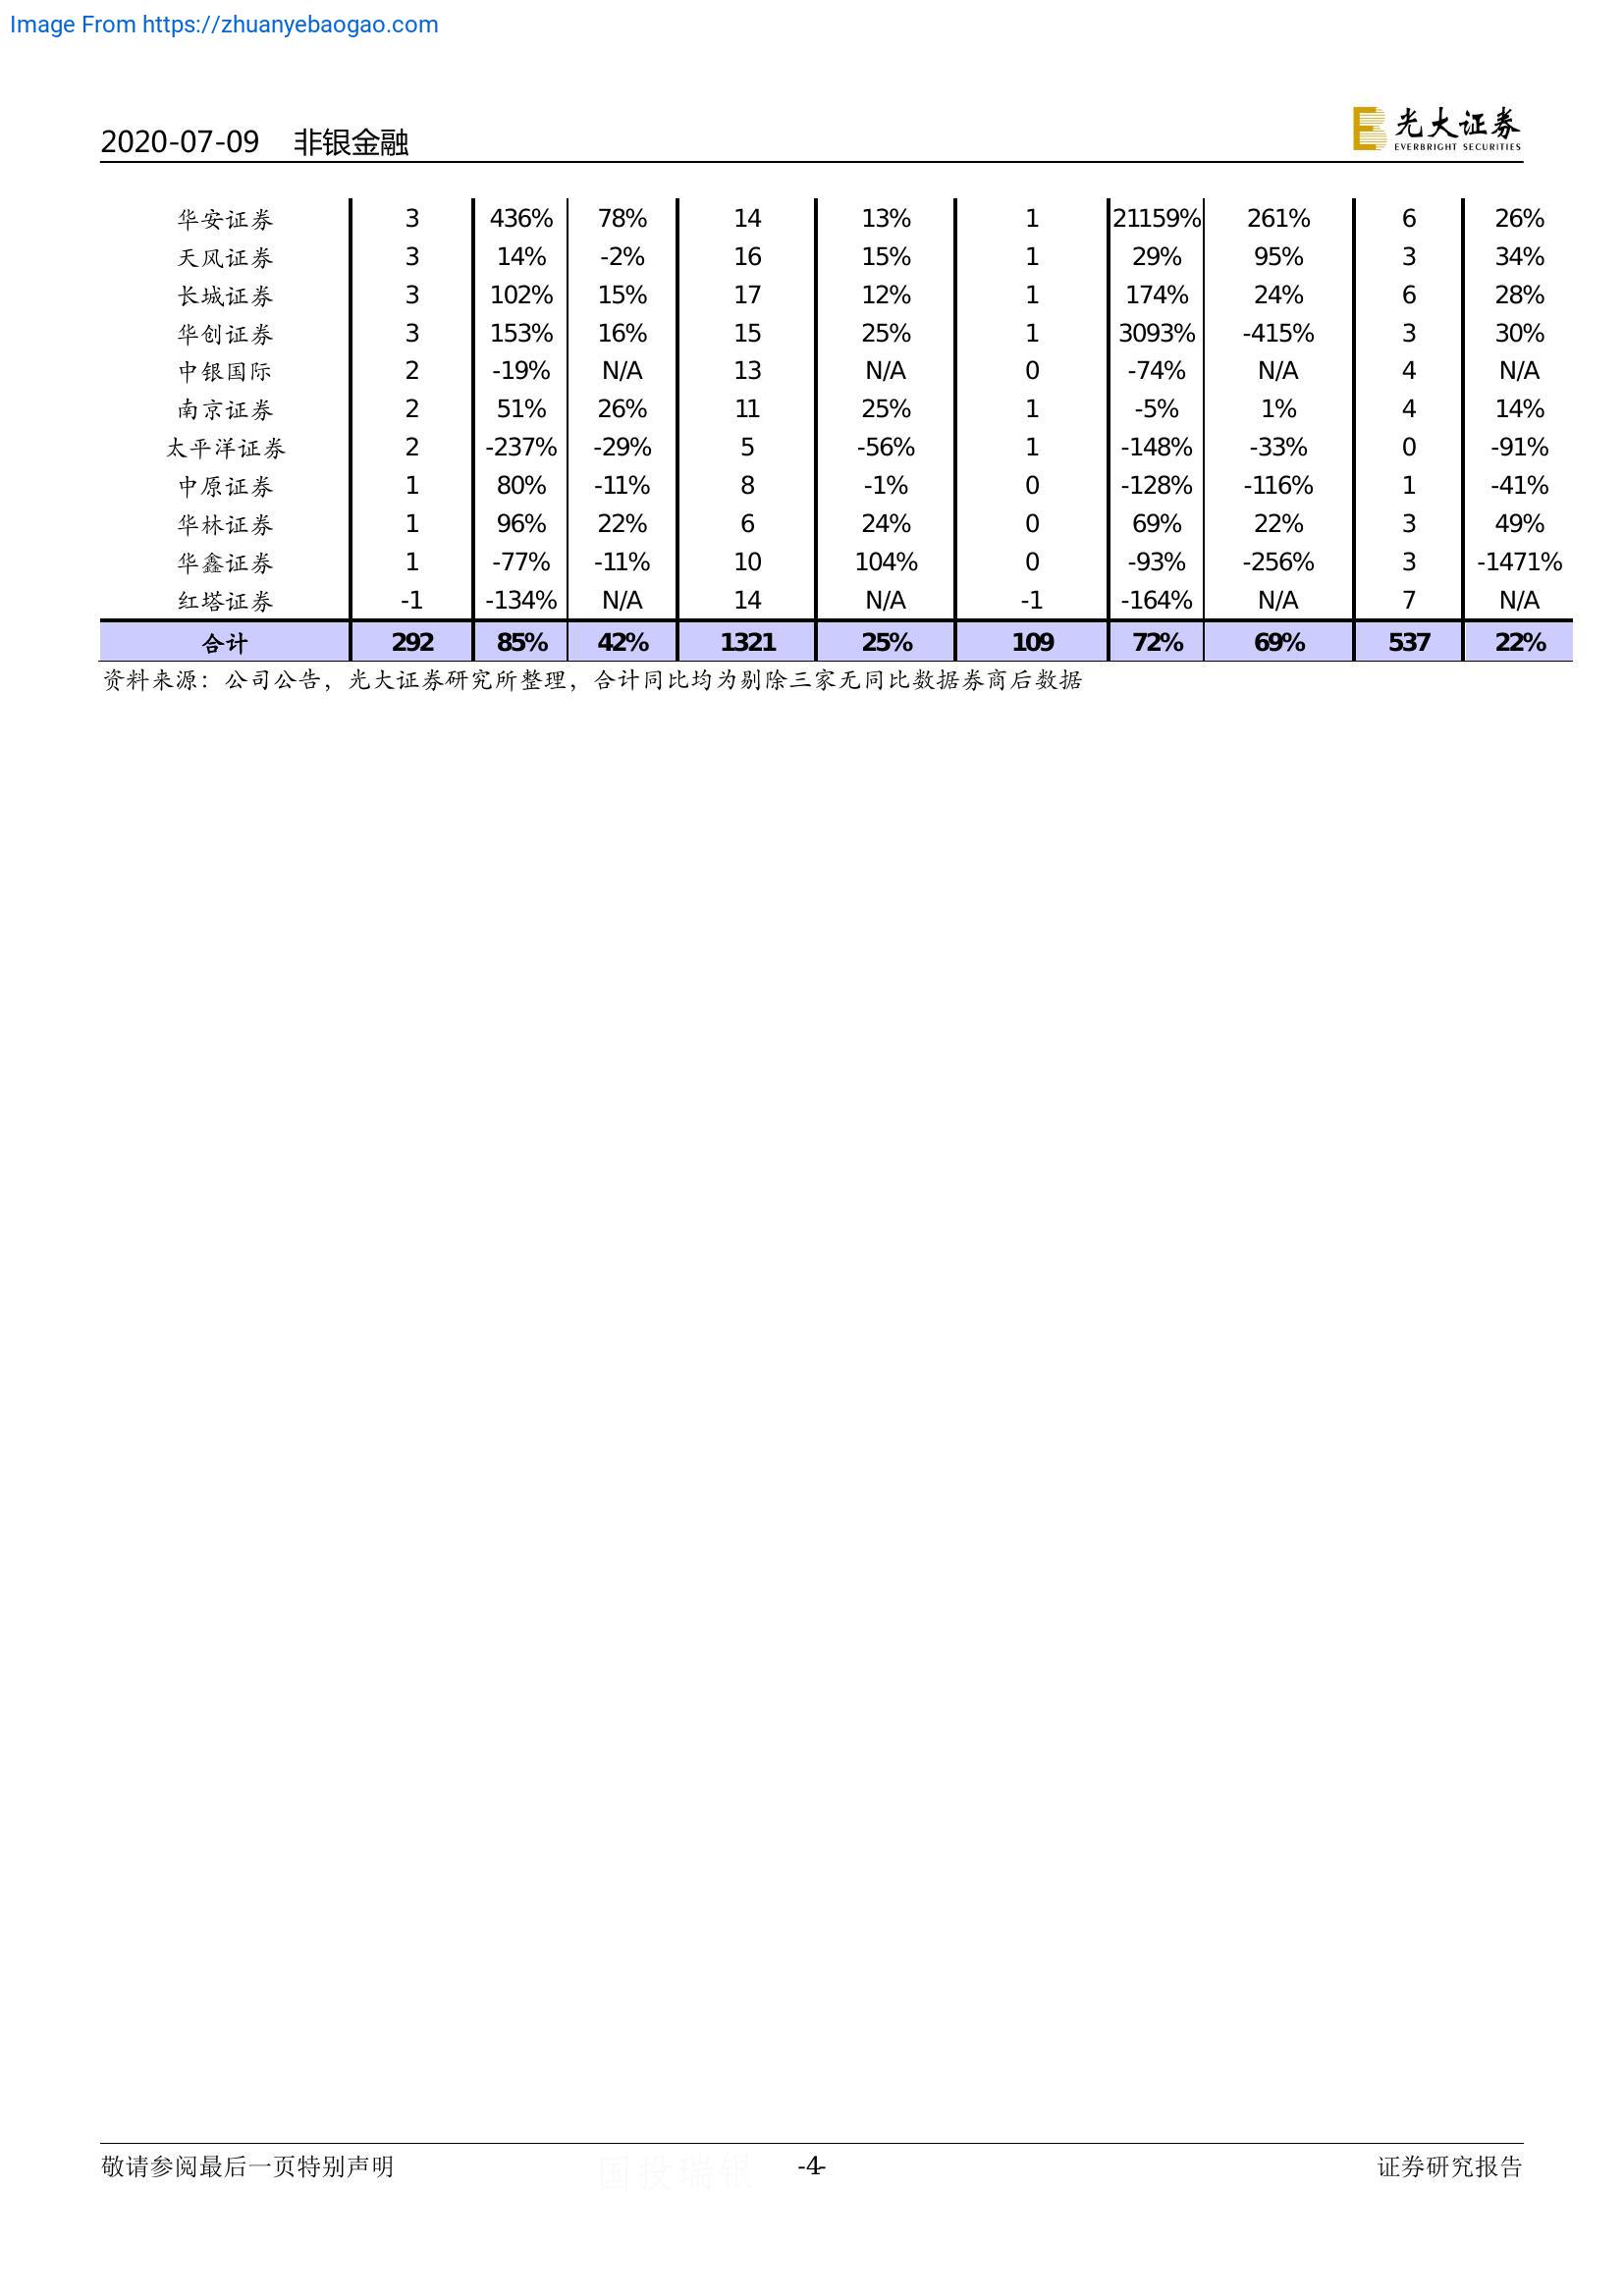 Image From https://zhuanyebaogao.com
光大证券
EVERBRIGHT SECURITIES
2020-07-09 非银金融
华安证券 3 436% 78% 14 13% 1 21159% 261% 6 26%
天风证券 3 14% -2% 16 15% 1 29% 95% 3 34%
长城证券 3 102% 15% 17 12% 1 174% 24% 6 28%
华创证券 3 153% 16% 15 25% 1 3093% -415% 3 30%
中银国际 2 -19% N/A 13 N/A 0 -74% N/A 4 N/A
南京证券 2 51% 26% 11 25% 1 -5% 1% 4 14%
太平洋证券 2 -237% -29% 5 -56% 1 -148% -33% 0 -91%
中原证券 1 80% -11% 8 -1% 0 -128% -116% 1 -41%
华林证券 1 96% 22% 6 24% 0 69% 22% 3 49%
华鑫证券 1 -77% -11% 10 104% 0 -93% -256% 3 -1471%
红塔证券 -1 -134% N/A 14 N/A -1 -164% N/A 7 N/A
合计 292 85% 42% 1321 25% 109 72% 69% 537 22%
资料来源：公司公告，光大证券研究所整理，合计同比均为剔除三家无同比数据券商后数据
敬请参阅最后一页特别声明 国投瑞银 -4- 证券研究报告